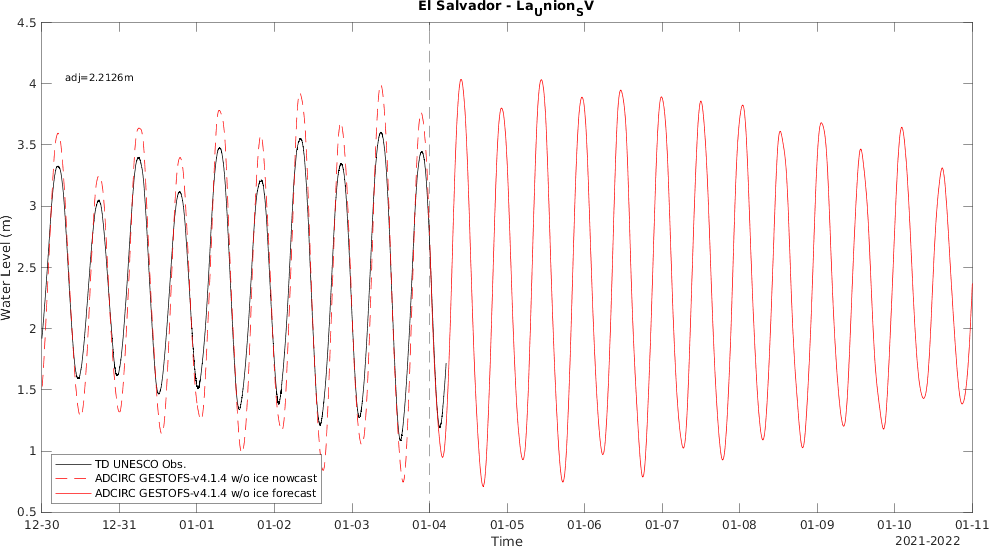 El Salvador - LaUnionSV
adj=2.2126m
Water Level (m)
4.5
4
3.5
3
2.5
2
1.5
1
0.5
TD UNESCO Obs.
ADCIRC GESTOFS-v4.1.4 w/o ice nowcast
ADCIRC GESTOFS-v4.1.4 w/o ice forecast
12-30 12-31 01-01 01-02 01-03 01-04 01-05 01-06 01-07 01-08 01-09 01-10 01-11
Time
2021-2022